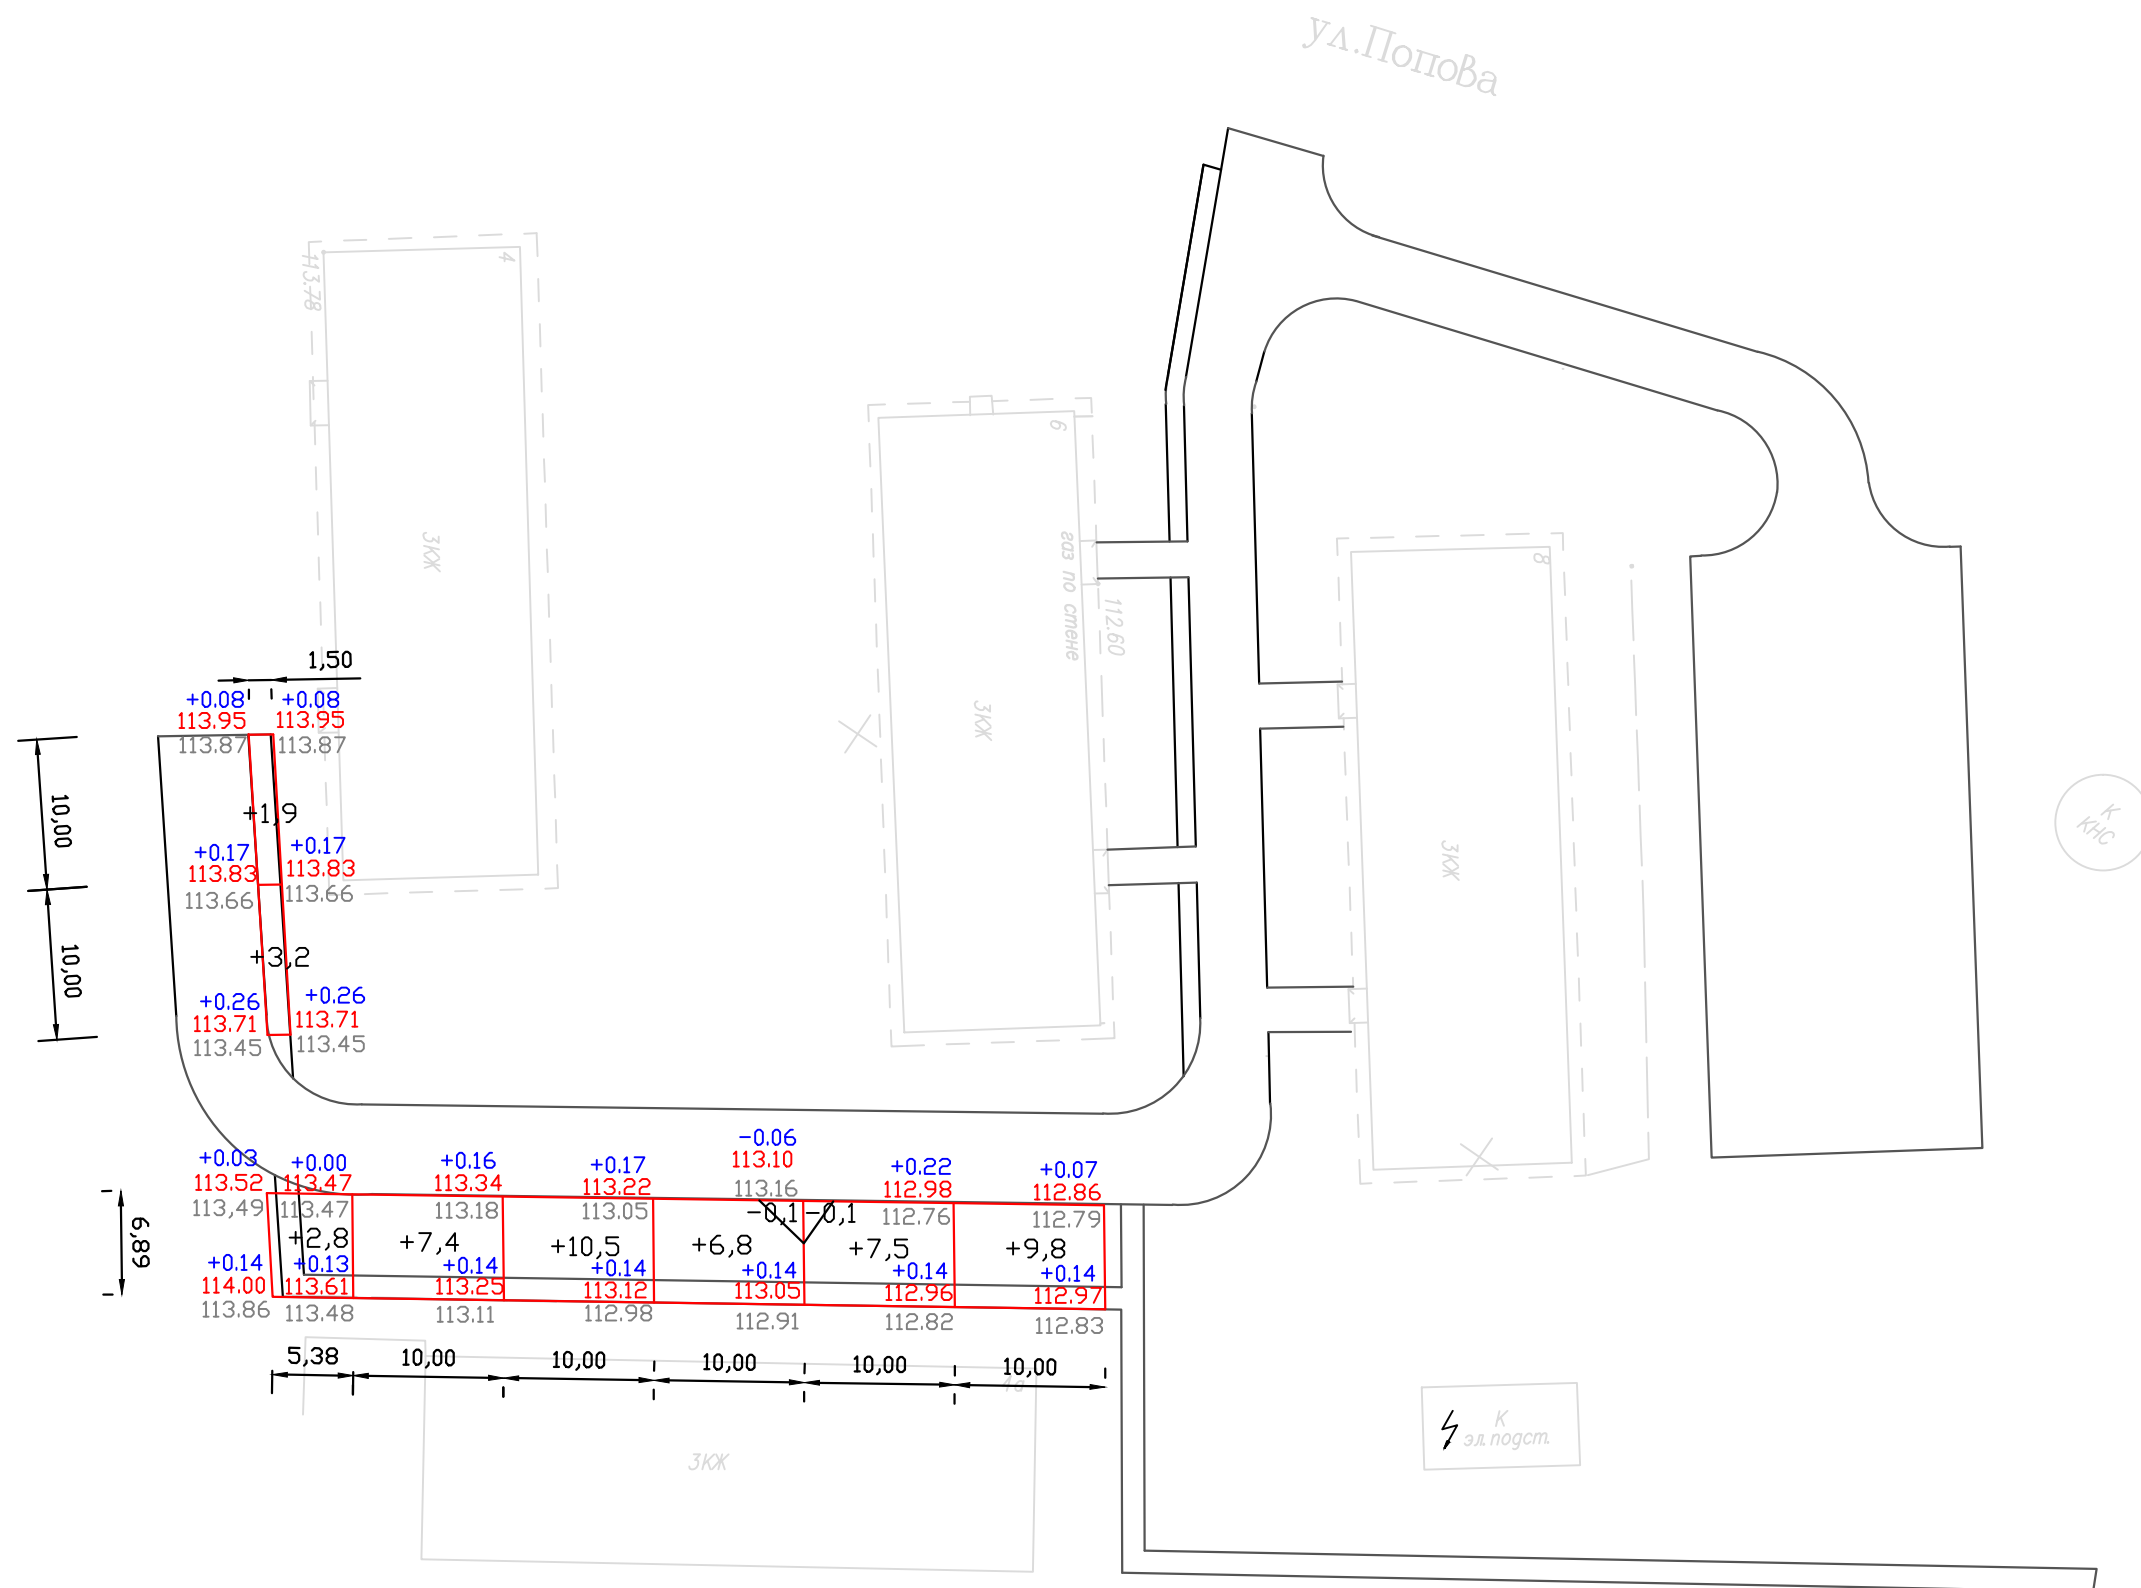 ул.Попова
113.78
4
3КЖ
6
газ по стене
112.60
3КЖ
8
3КЖ
К
КНС
1,50
+0.08 +0.08
113.95 113.95
113.87 113.87
10,00
+1,9
+0.17 +0.17
113.83 113.83
113.66 113.66
10,00
+3,2
+0.26 +0.26
113.71 113.71
113.45 113.45
+0.03 +0.00 +0.16 +0.17 -0.06 +0.22 +0.07
113.52 113.47 113.34 113.22 113.10 112.98 112.86
113,49 113.47 113.18 113.05 113.16 112.76 112.79
6,89
-0,1 -0,1
+2,8 +7,4 +10,5 +6,8 +7,5 +9,8
+0.14 +0.13 +0.14 +0.14 +0.14 +0.14 +0.14
114.00 113.61 113.25 113.12 113.05 112.96 112.97
113.86 113.48 113.11 112.98 112.91 112.82 112.83
5,38 10,00 10,00 10,00 10,00 10,00
4а
3КЖ
К
эл.подст.